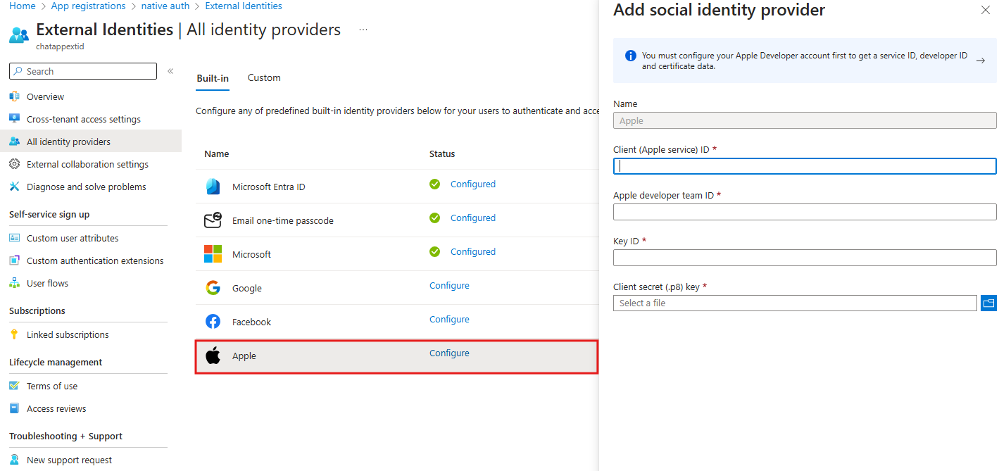 Home > App registrations > native auth > External Identities
External Identities | All identity providers ...
chatappextid
Search «
Overview
Cross-tenant access settings
All identity providers
External collaboration settings
Diagnose and solve problems
Self-service sign up
Custom user attributes
Custom authentication extensions
User flows
Subscriptions
Linked subscriptions
Lifecycle management
Terms of use
Access reviews
Troubleshooting + Support
New support request
Built-in Custom
Configure any of predefined built-in identity providers below for your users to authenticate and acce
Name Status
Microsoft Entra ID Configured
Email one-time passcode Configured
Microsoft Configured
Google Configure
Facebook Configure
Apple Configure
Add social identity provider
You must configure your Apple Developer account first to get a service ID, developer ID
and certificate data.
Name
Apple
Client (Apple service) ID *
Apple developer team ID *
Key ID *
Client secret (.p8) key *
Select a file